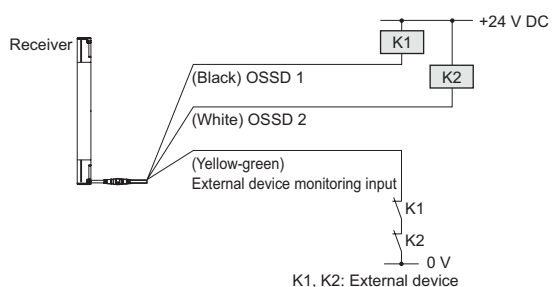 +24 V DC
Receiver
K1
K2
(Black) OSSD 1
(White) OSSD 2
(Yellow-green)
External device monitoring input
K1
K2
0 V
K1, K2: External device